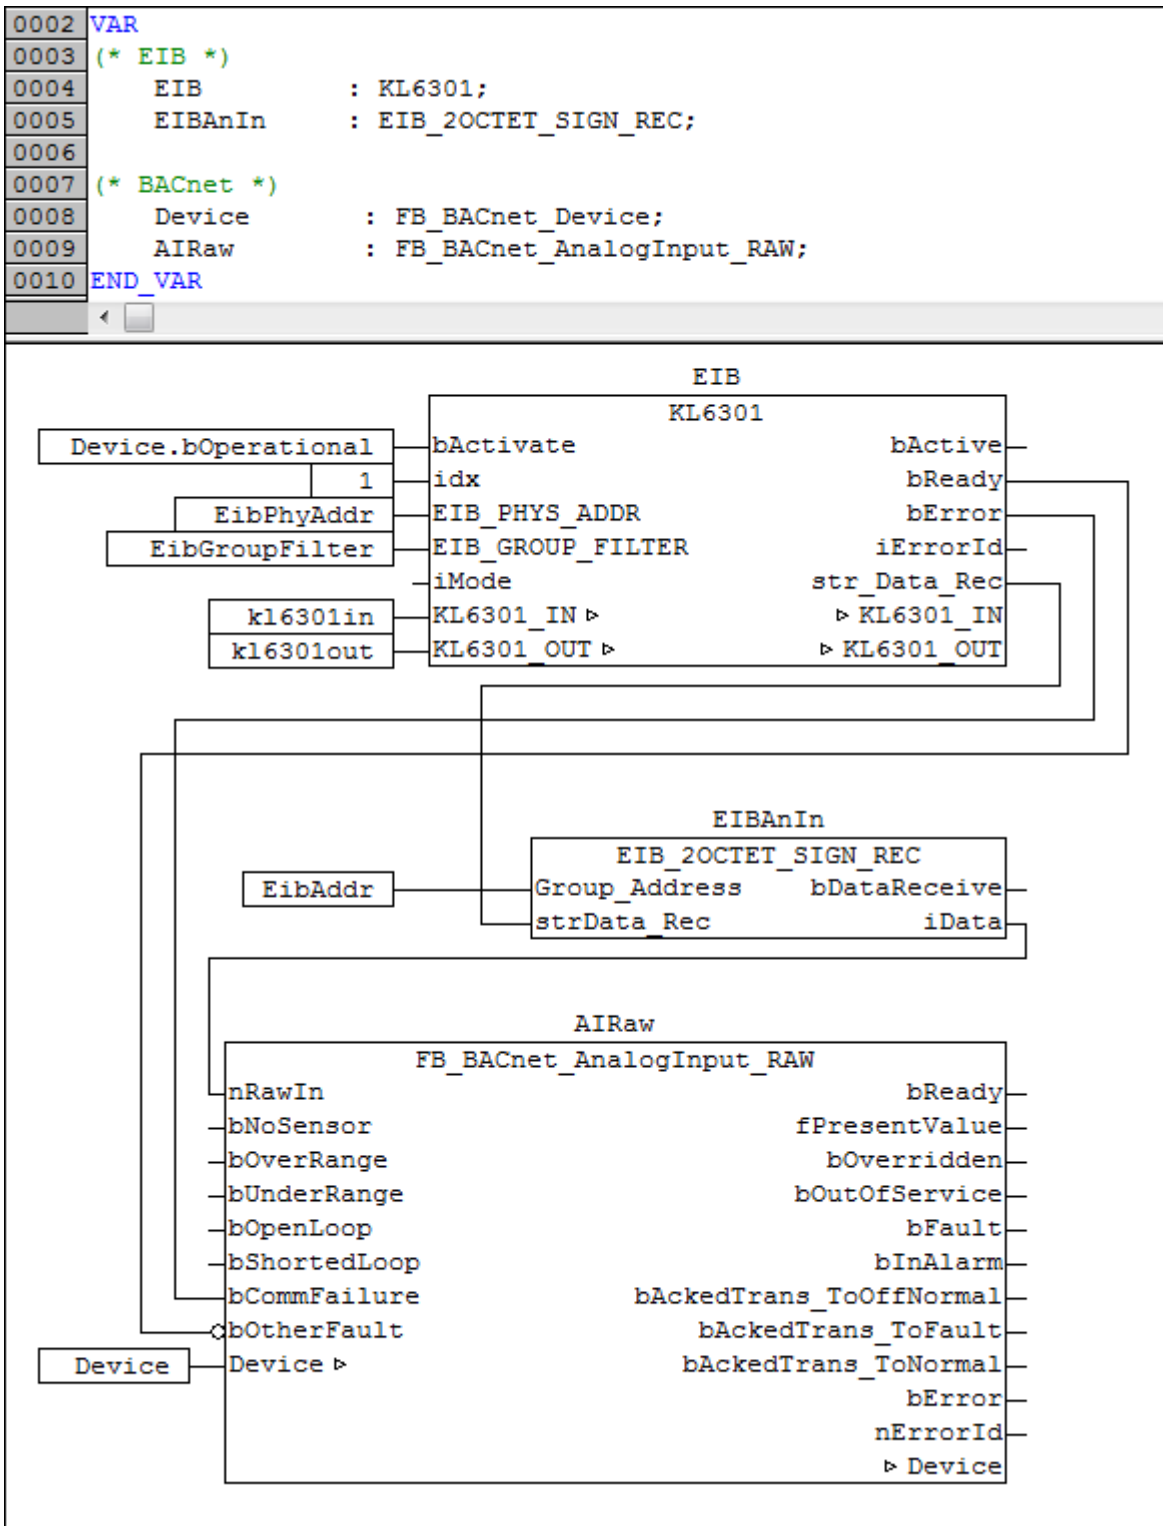 0002 VAR
0003 (* EIB *)
0004 EIB : KL6301;
0005 EIBAnIn : EIB_2OCTET_SIGN_REC;
0006
0007 (* BACnet *)
0008 Device : FB_BACnet_Device;
0009 AIRaw : FB_BACnet_AnalogInput_RAW;
0010 END_VAR
EIB
KL6301
Device.bOperational bActivate bActive
1 idx bReady
EibPhyAddr EIB_PHYS_ADDR bError
EibGroupFilter EIB_GROUP_FILTER iErrorId
iMode str_Data_Rec
kl6301in KL6301_IN KL6301_IN
kl6301out KL6301_OUT KL6301_OUT
EIBAnIn
EIB_2OCTET_SIGN_REC
EibAddr Group_Address bDataReceive
strData_Rec iData
AIRaw
FB_BACnet_AnalogInput_RAW
nRawIn bReady
bNoSensor fPresentValue
bOverRange bOverridden
bUnderRange bOutOfService
bOpenLoop bFault
bShortedLoop bInAlarm
bCommFailure bAckedTrans_ToOffNormal
bOtherFault bAckedTrans_ToFault
Device Device bAckedTrans_ToNormal
bError
nErrorId
Device